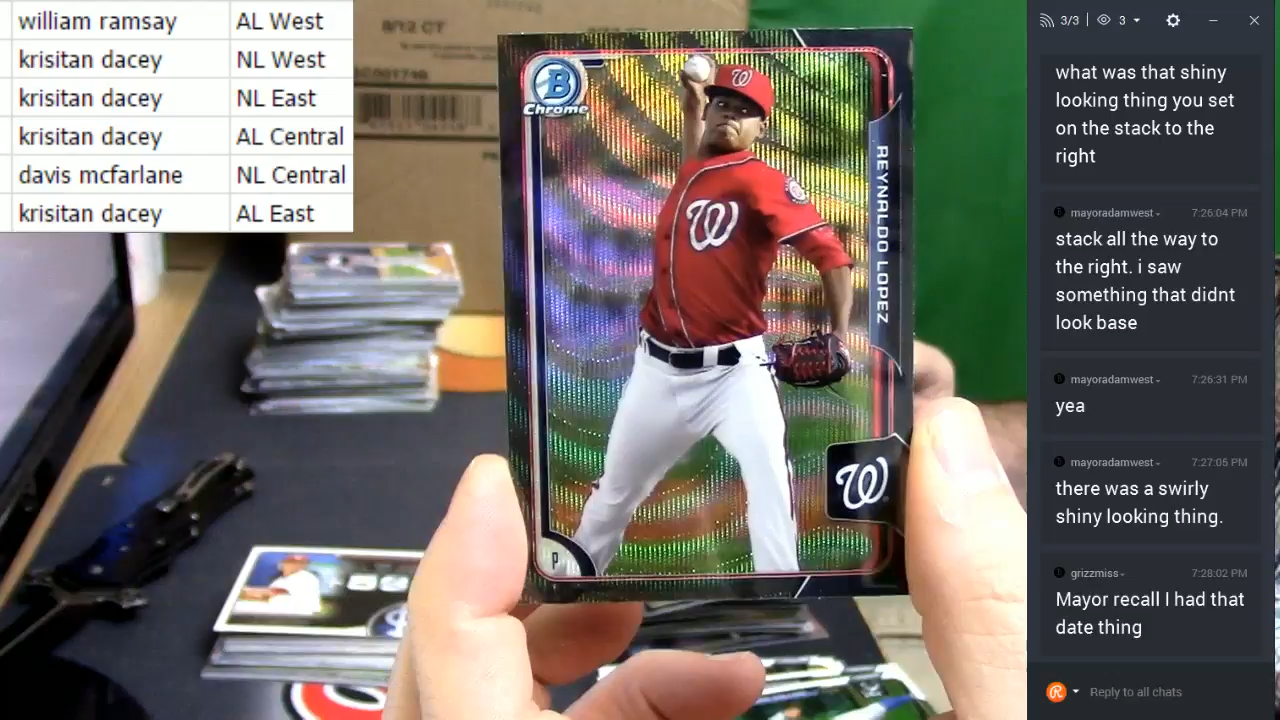 william ramsay AL West
krisitan dacey NL West
krisitan dacey NL East
krisitan dacey AL Central
davis mcfarlane NL Central
krisitan dacey AL East
8/12 CT
B
Chrome
W
W
REYNALDO LOPEZ
W
P
3/3 3
what was that shiny
looking thing you set
on the stack to the
right
mayoradamwest 7:26:04 PM
stack all the way to
the right. i saw
something that didnt
look base
mayoradamwest 7:26:31 PM
yea
mayoradamwest 7:27:05 PM
there was a swirly
shiny looking thing.
grizzmiss 7:28:02 PM
Mayor recall I had that
date thing
Reply to all chats